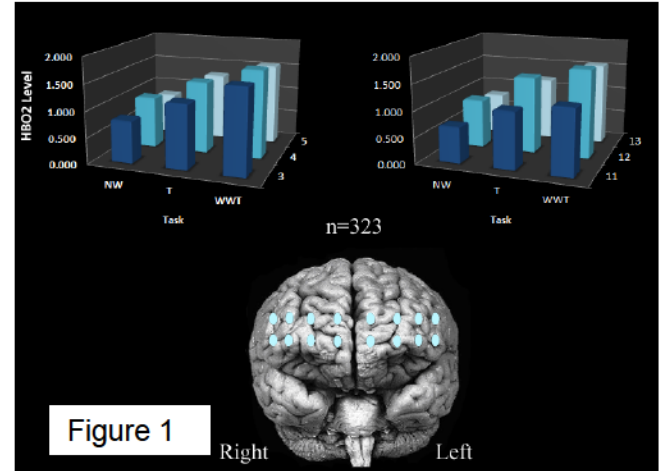 2.000
1.500
1.000
0.500
0.000
HBO2 Level
NW
T
WWT
Task
5
4
3
2.000
1.500
1.000
0.500
0.000
NW
T
WWT
Task
13
12
11
n=323
Figure 1
Right
Left